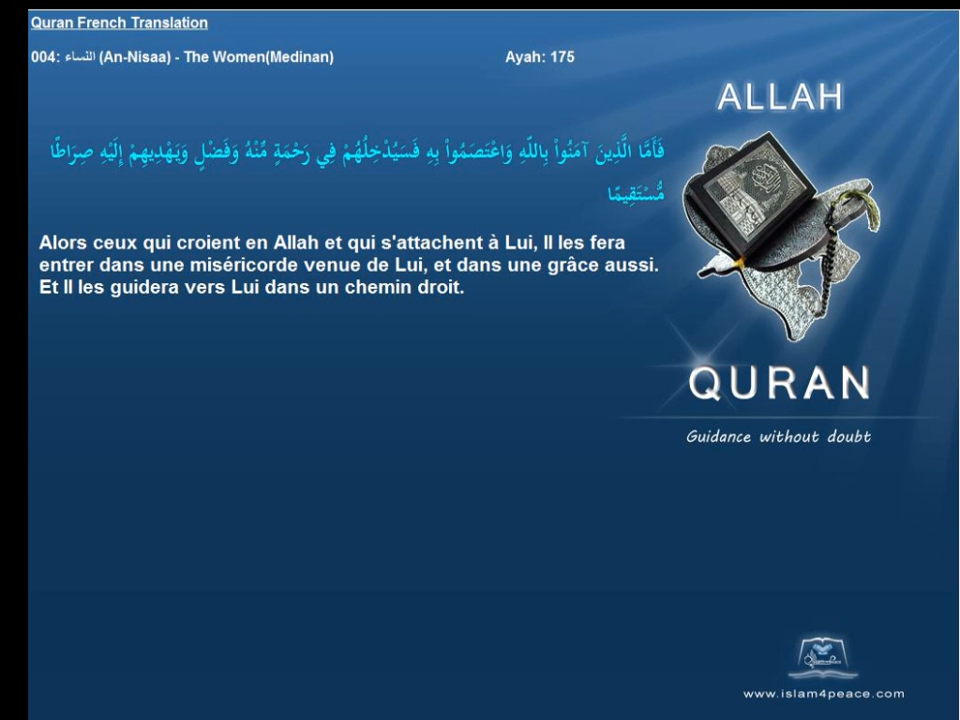 Quran French Translation
004: النساء (An-Nisaa) - The Women(Medinan) Ayah: 175
ALLAH
فَأَمَّا الَّذِينَ آمَنُواْ بِاللّهِ وَاعْتَصَمُواْ بِهِ فَسَيُدْخِلُهُمْ فِي رَحْمَةٍ مِّنْهُ وَفَضْلٍ وَيَهْدِيهِمْ إِلَيْهِ صِرَاطًا
مُّسْتَقِيمًا
Alors ceux qui croient en Allah et qui s'attachent à Lui, Il les fera
entrer dans une miséricorde venue de Lui, et dans une grâce aussi.
Et Il les guidera vers Lui dans un chemin droit.
QURAN
Guidance without doubt
www.islam4peace.com